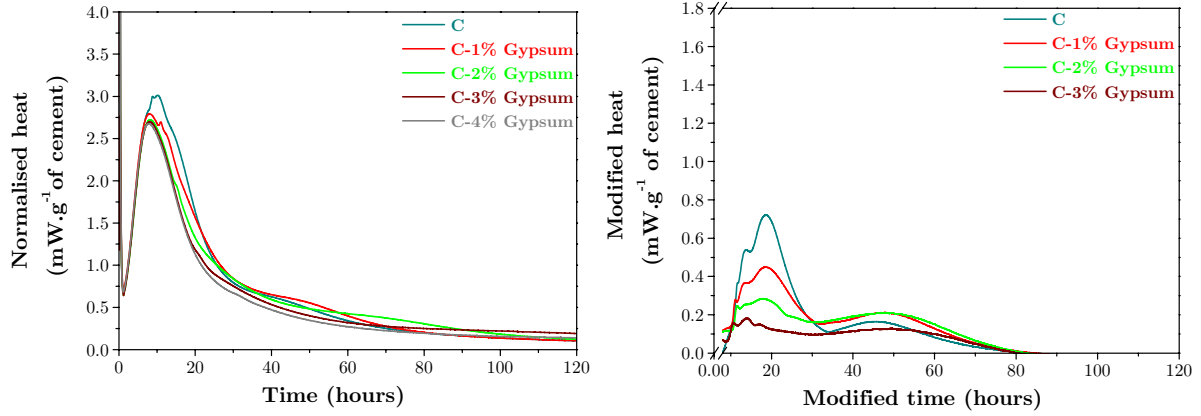 4.0
3.5
3.0
2.5
2.0
1.5
1.0
0.5
0.0
0
20
40
60
80
100
120
Normalised heat
(mW.g⁻¹of cement)
Time (hours)
C
C-1% Gypsum
C-2% Gypsum
C-3% Gypsum
C-4% Gypsum
1.8
1.6
1.4
1.2
1.0
0.8
0.6
0.4
0.2
0.0
0.00
20
40
60
80
100
120
Modified heat
(mW.g⁻¹ of cement)
Modified time (hours)
C
C-1% Gypsum
C-2% Gypsum
C-3% Gypsum